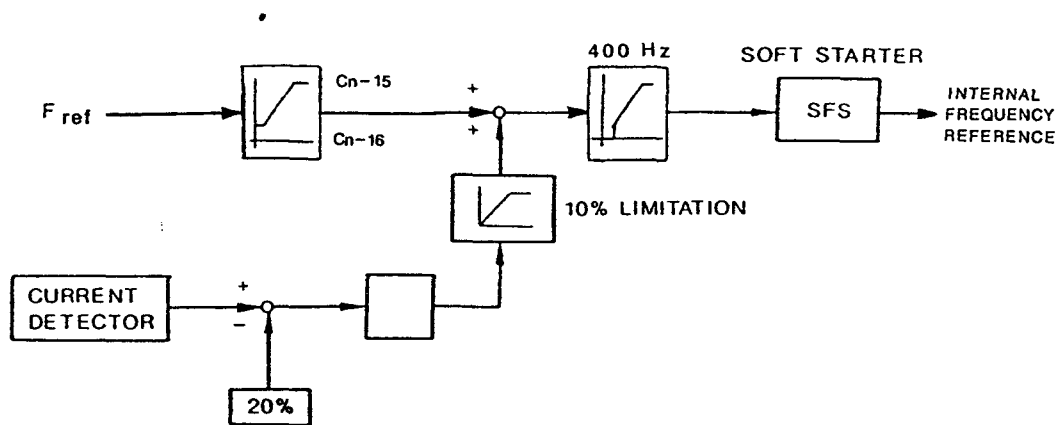 400 Hz
SOFT STARTER
F ref
Cn-15
Cn-16
+
+
SFS
INTERNAL
FREQUENCY
REFERENCE
10% LIMITATION
CURRENT
DETECTOR
+
−
20%